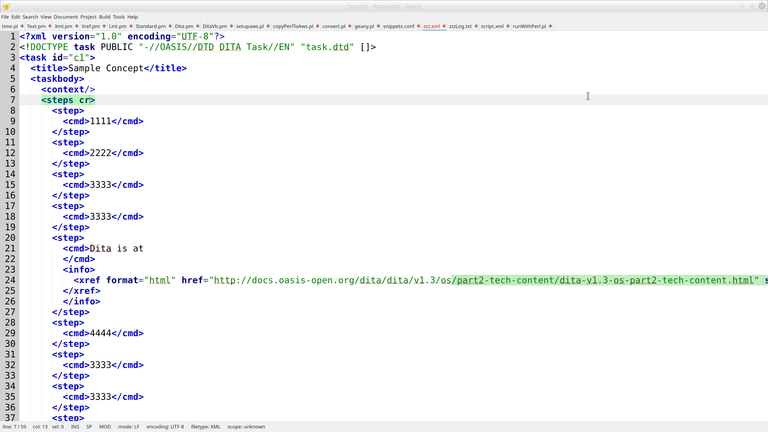 *zzz.xml
File Edit Search View Document Project Build Tools Help
time.pl Text.pm Xml.pm Xref.pm Lint.pm Standard.pm Dita.pm DitaVb.pm setupaws.pl copyPerlToAws.pl convert.pl geany.pl snippets.conf zzz.xml zzzLog.txt script.xml runWithPerl.pl
1 <?xml version="1.0" encoding="UTF-8"?>
2 <!DOCTYPE task PUBLIC "-//OASIS//DTD DITA Task//EN" "task.dtd" []>
3 <task id="c1">
4 <title>Sample Concept</title>
5 <taskbody>
6 <context/>
7 <steps cr>
8 <step>
9 <cmd>1111</cmd>
10 </step>
11 <step>
12 <cmd>2222</cmd>
13 </step>
14 <step>
15 <cmd>3333</cmd>
16 </step>
17 <step>
18 <cmd>3333</cmd>
19 </step>
20 <step>
21 <cmd>Dita is at
22 </cmd>
23 <info>
24 <xref format="html" href="http://docs.oasis-open.org/dita/dita/v1.3/os/part2-tech-content/dita-v1.3-os-part2-tech-content.html" s
25 </xref>
26 </info>
27 </step>
28 <step>
29 <cmd>4444</cmd>
30 </step>
31 <step>
32 <cmd>3333</cmd>
33 </step>
34 <step>
35 <cmd>3333</cmd>
36 </step>
37 <step>
line: 7 / 59 col: 13 sel: 0 INS SP MOD mode: LF encoding: UTF-8 filetype: XML scope: unknown